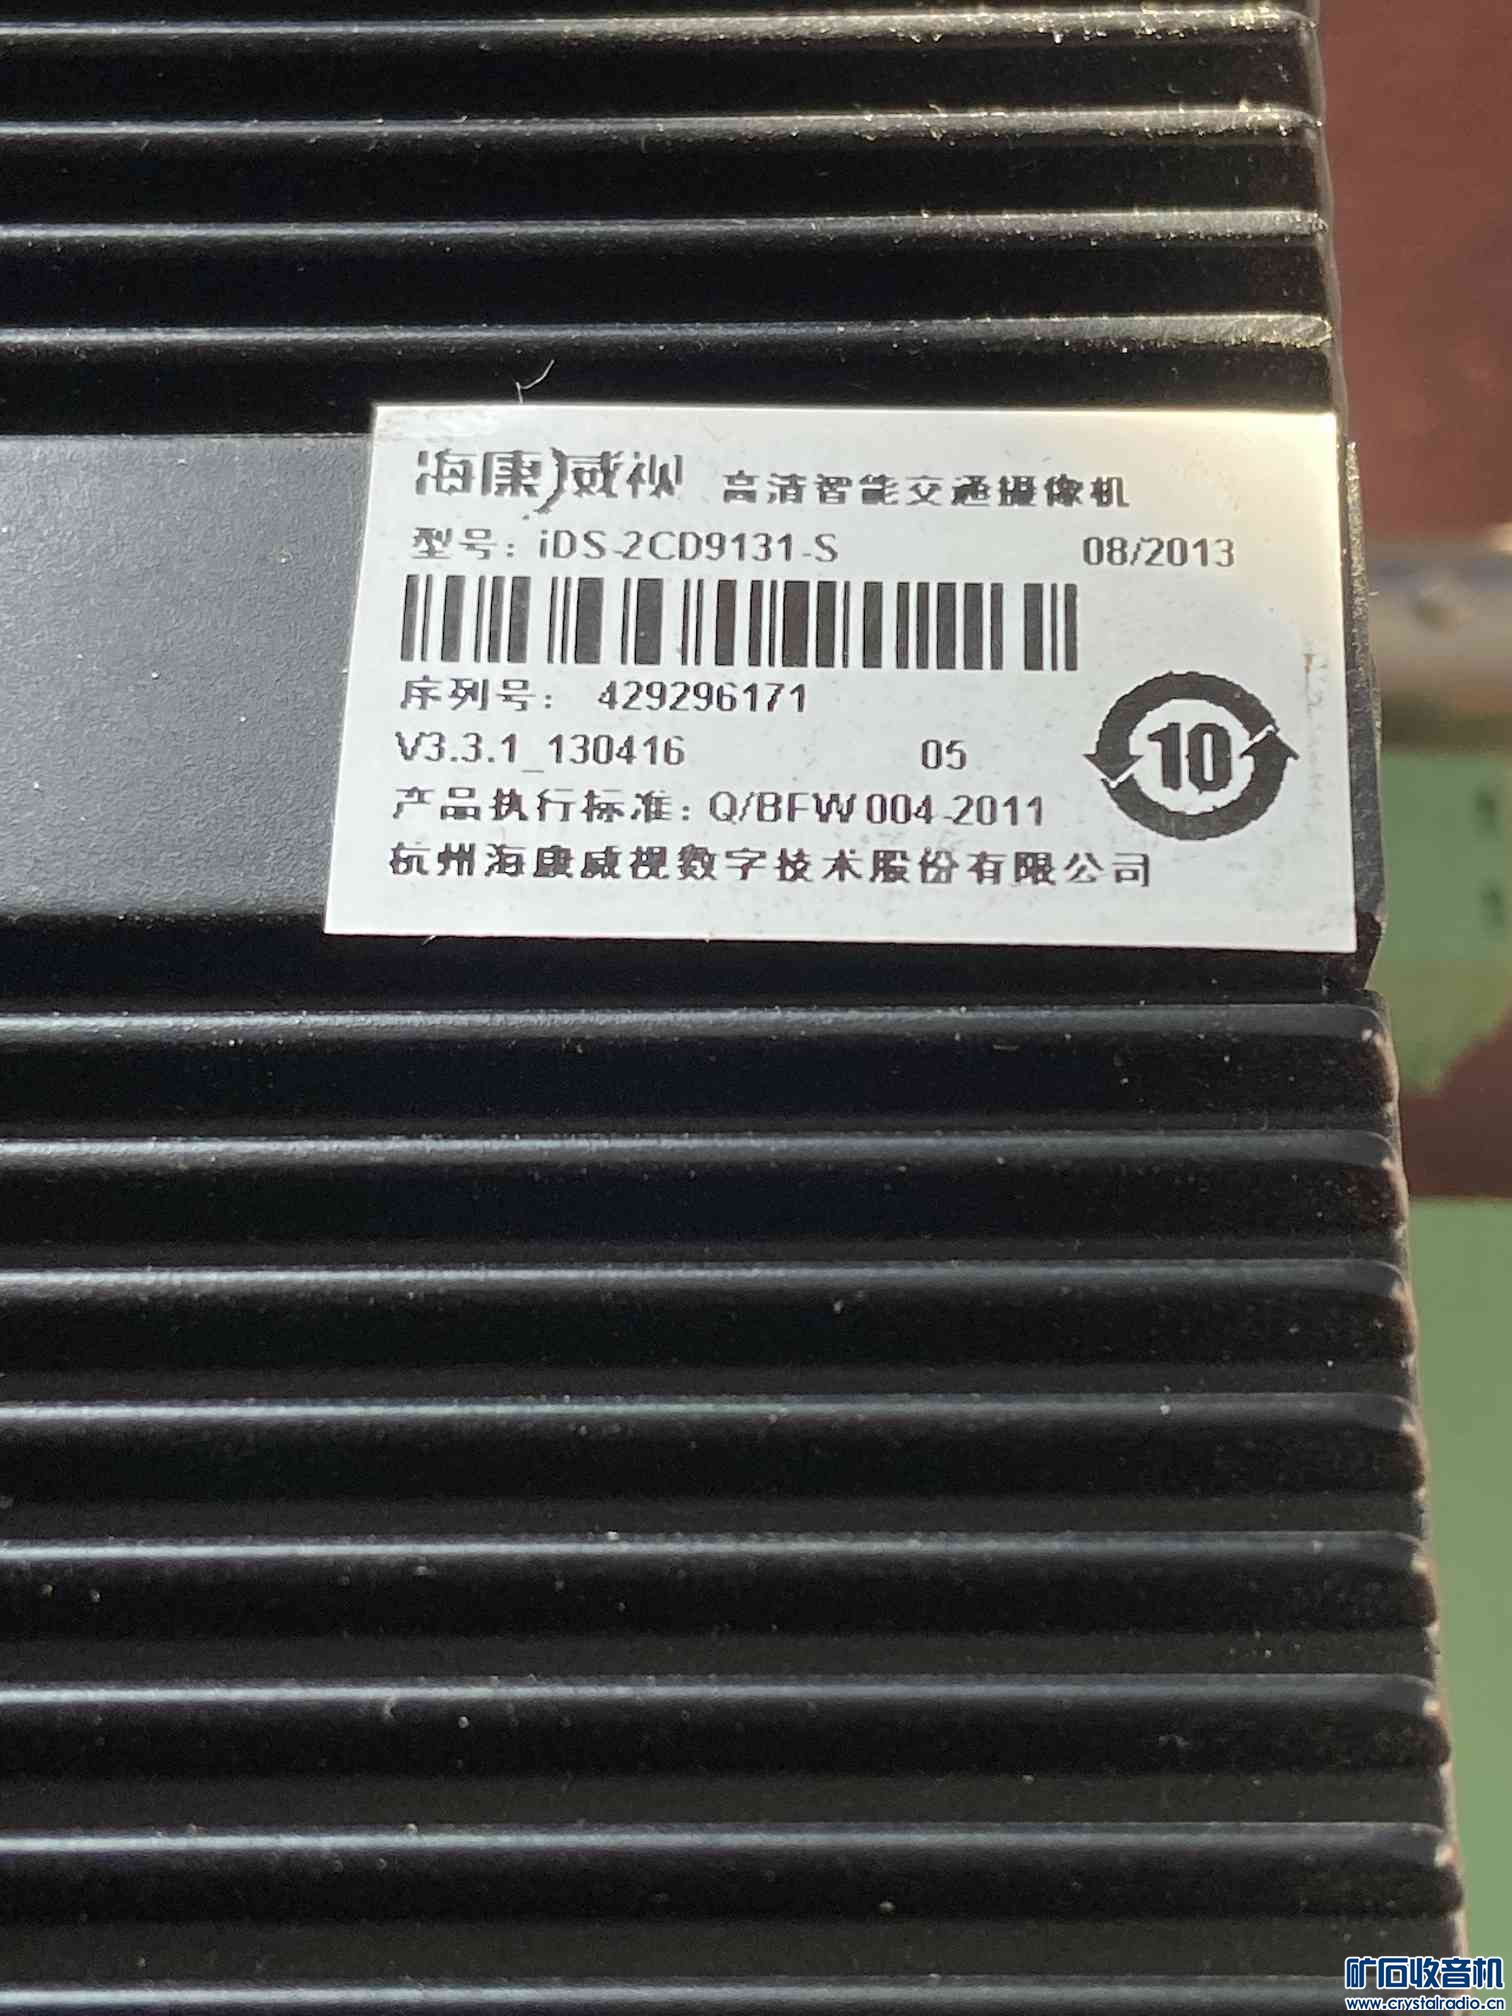 海康威视 高清智能交通摄像机
型号: iDS-2CD9131-S 08/2013
序列号: 429296171
V3.3.1_130416 05
10
产品执行标准: Q/BFW 004-2011
杭州海康威视数字技术股份有限公司
矿石收音机
www.crystalradio.cn